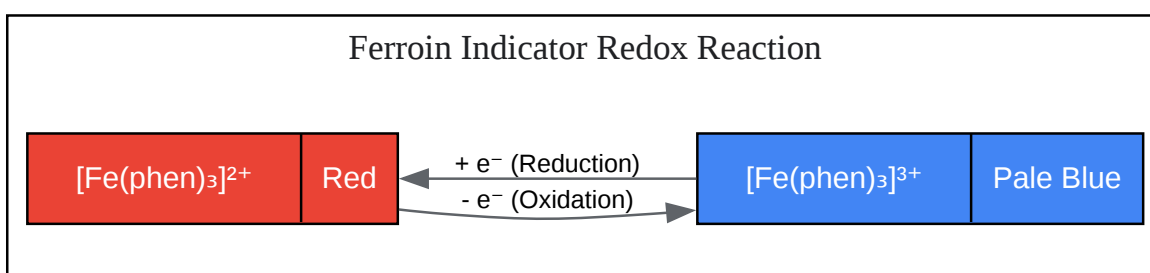 Ferroin Indicator Redox Reaction
[Fe(phen)₃]²⁺
Red
+ e⁻ (Reduction)
- e⁻ (Oxidation)
[Fe(phen)₃]³⁺
Pale Blue